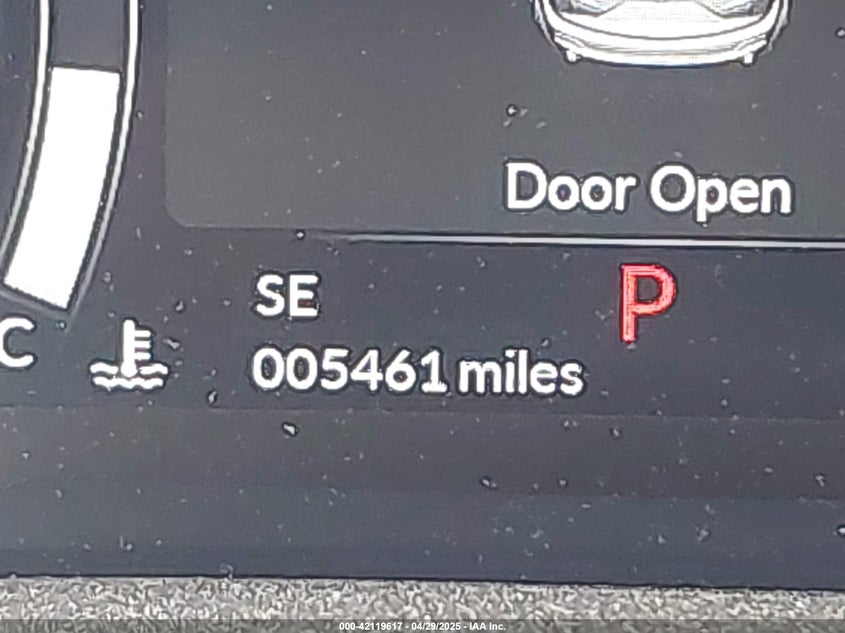 Door Open
SE
P
C
005461 miles
000-42119617 - 04/29/2025 - IAA Inc.